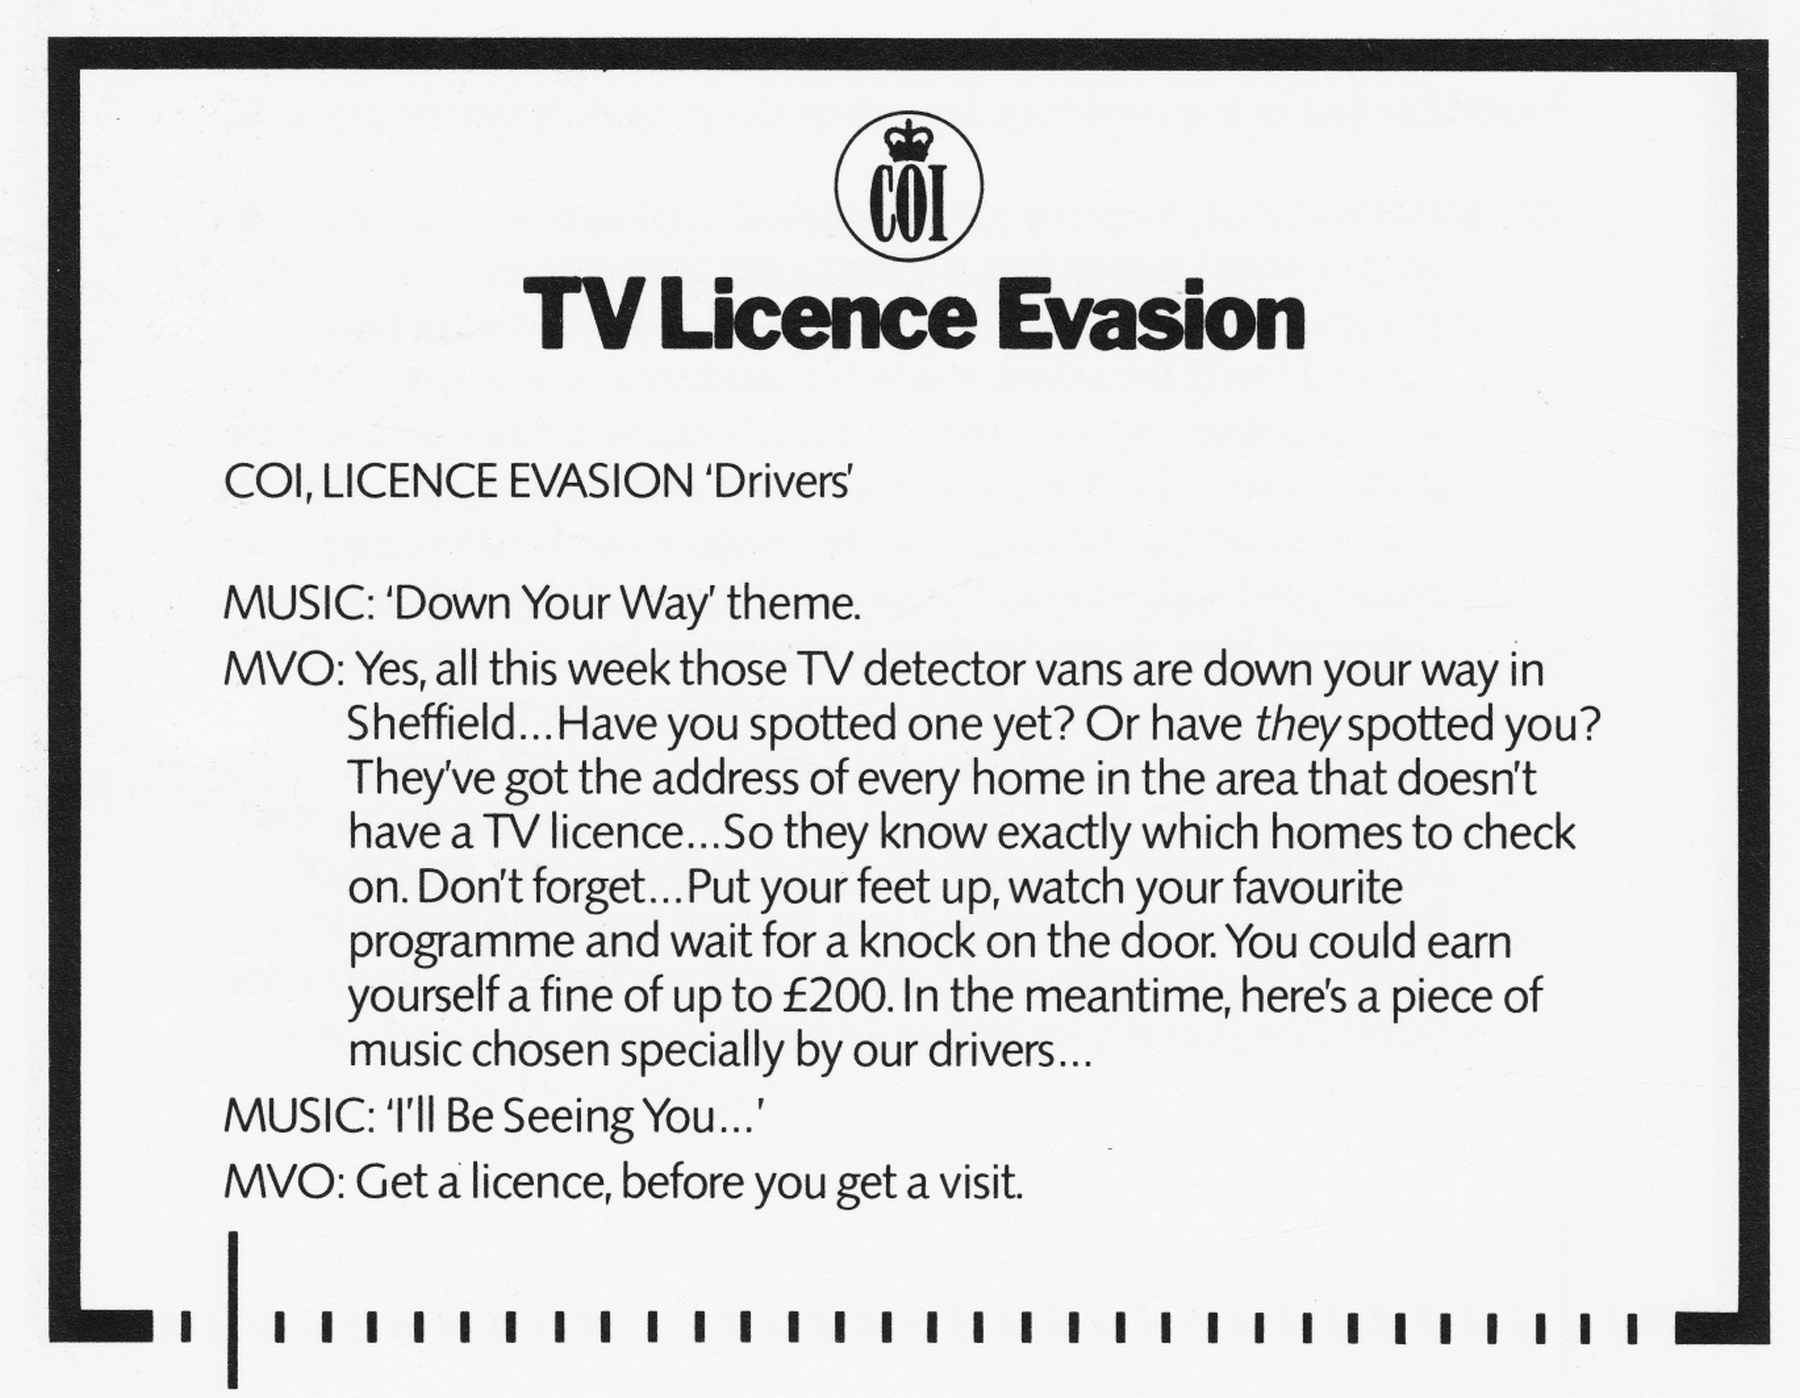 COI
TV Licence Evasion
COI, LICENCE EVASION ‘Drivers’
MUSIC: ‘Down Your Way’ theme.
MVO: Yes, all this week those TV detector vans are down your way in
Sheffield...Have you spotted one yet? Or have they spotted you?
They’ve got the address of every home in the area that doesn’t
have a TV licence...So they know exactly which homes to check
on. Don’t forget...Put your feet up, watch your favourite
programme and wait for a knock on the door. You could earn
yourself a fine of up to £200. In the meantime, here’s a piece of
music chosen specially by our drivers...
MUSIC: ‘I’ll Be Seeing You...’
MVO: Get a licence, before you get a visit.